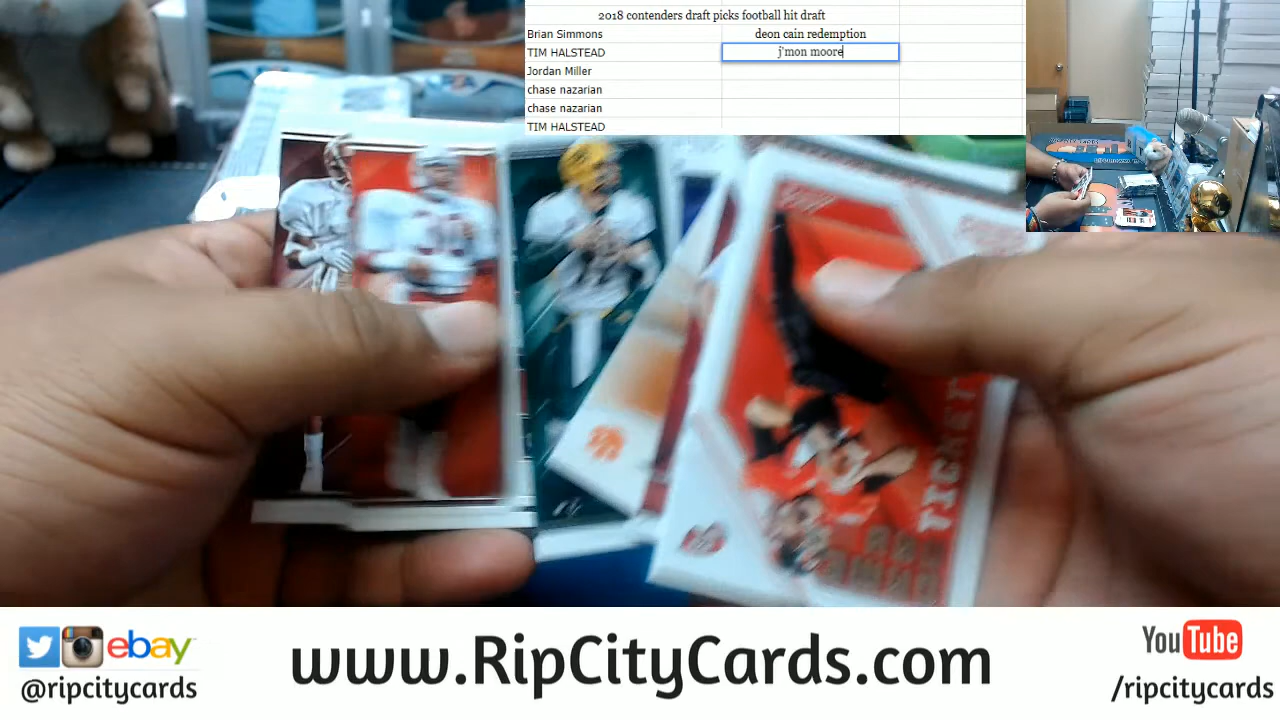 2018 contenders draft picks football hit draft
Brian Simmons deon cain redemption
TIM HALSTEAD j'mon moore
Jordan Miller
chase nazarian
chase nazarian
TIM HALSTEAD
TICKET
ebay
@ripcitycards
www.RipCityCards.com
YouTube
/ripcitycards